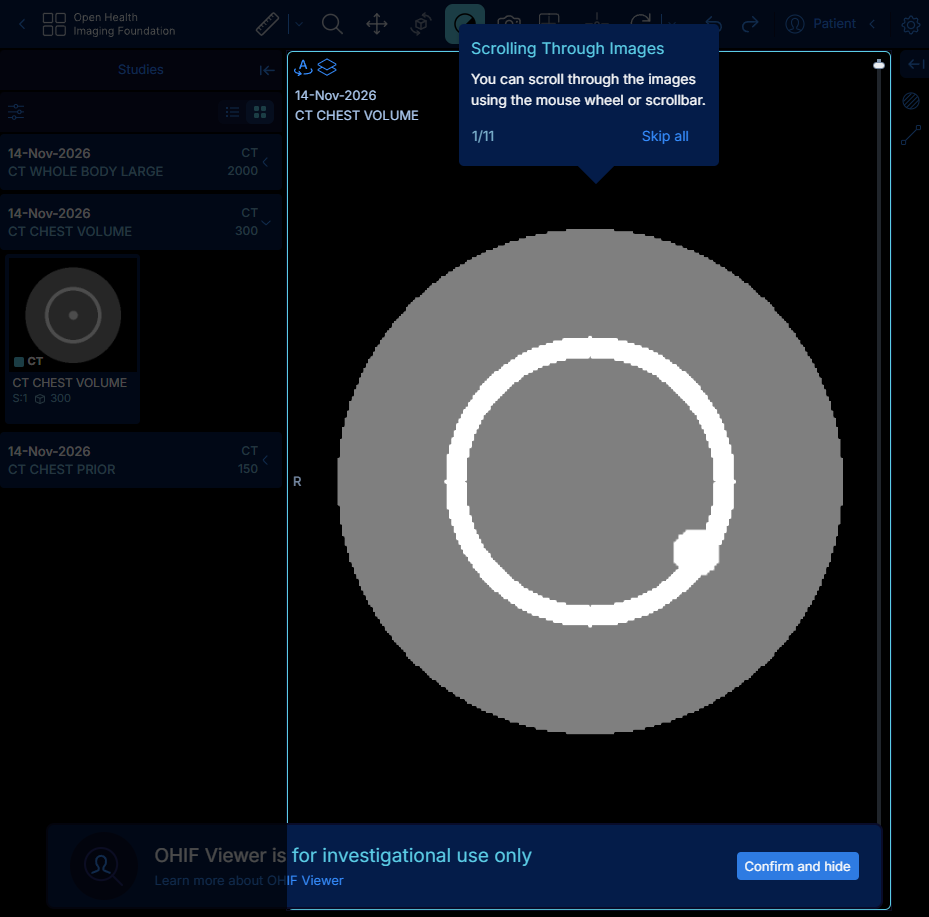 Open Health
Imaging Foundation
Patient
Studies
14-Nov-2026 CT
CT WHOLE BODY LARGE 2000
14-Nov-2026 CT
CT CHEST VOLUME 300
CT
CT CHEST VOLUME
S:1 300
14-Nov-2026 CT
CT CHEST PRIOR 150
A
14-Nov-2026
CT CHEST VOLUME
R
Scrolling Through Images
You can scroll through the images
using the mouse wheel or scrollbar.
1/11 Skip all
OHIF Viewer is for investigational use only
Learn more about OHIF Viewer
Confirm and hide